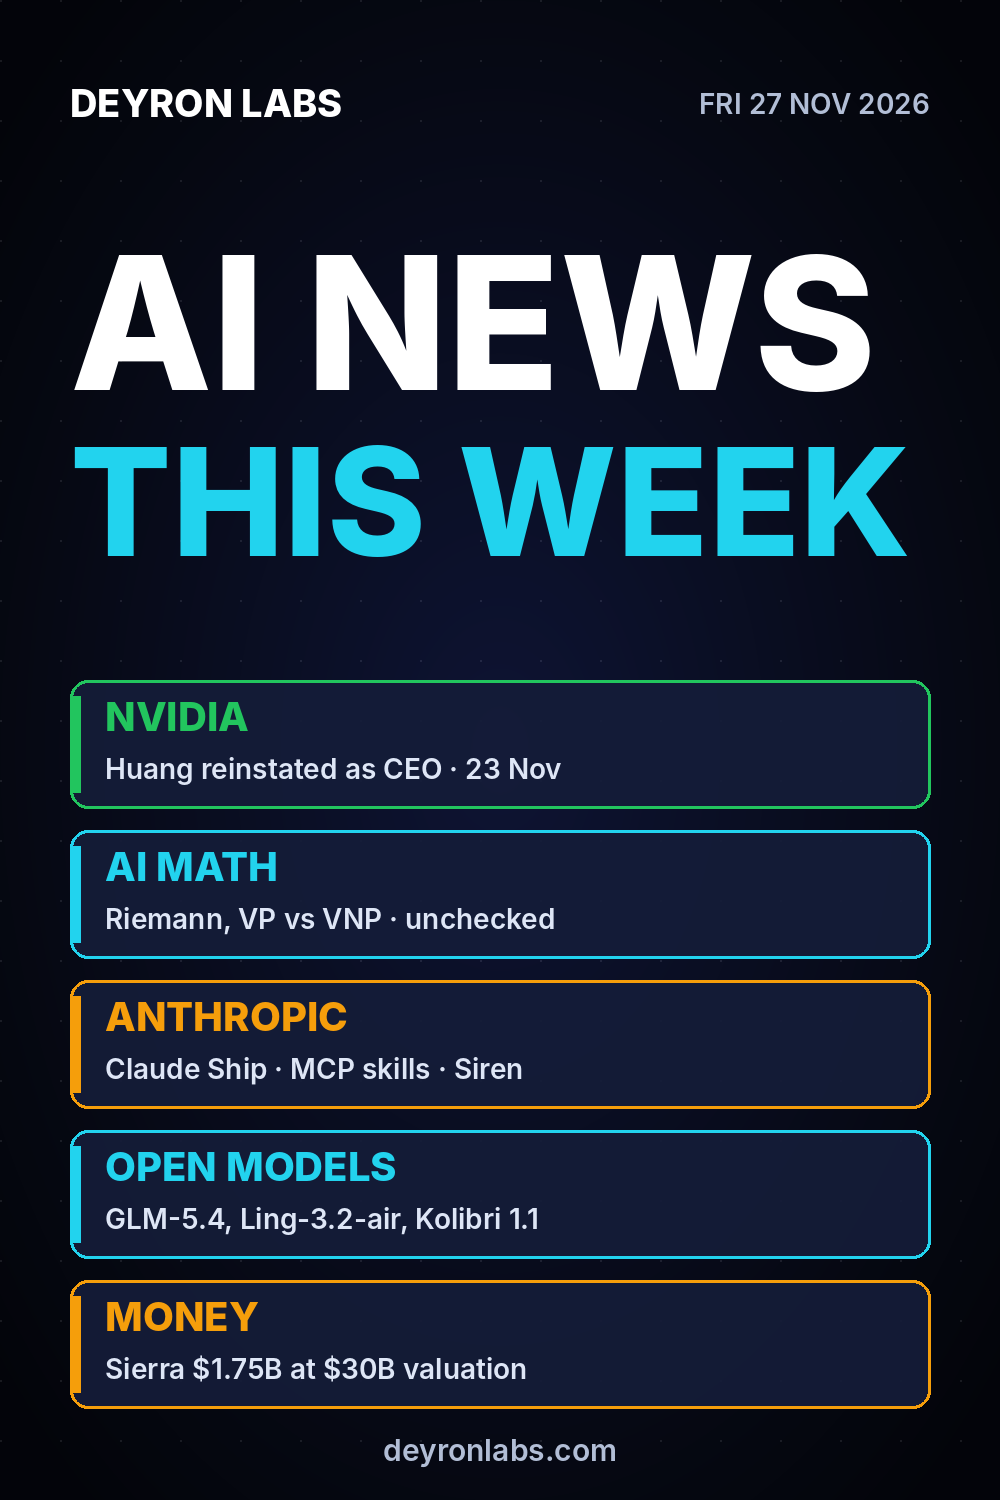 DEYRON LABS
FRI 27 NOV 2026
AI NEWS
THIS WEEK
NVIDIA
Huang reinstated as CEO · 23 Nov
AI MATH
Riemann, VP vs VNP · unchecked
ANTHROPIC
Claude Ship · MCP skills · Siren
OPEN MODELS
GLM-5.4, Ling-3.2-air, Kolibri 1.1
MONEY
Sierra $1.75B at $30B valuation
deyronlabs.com